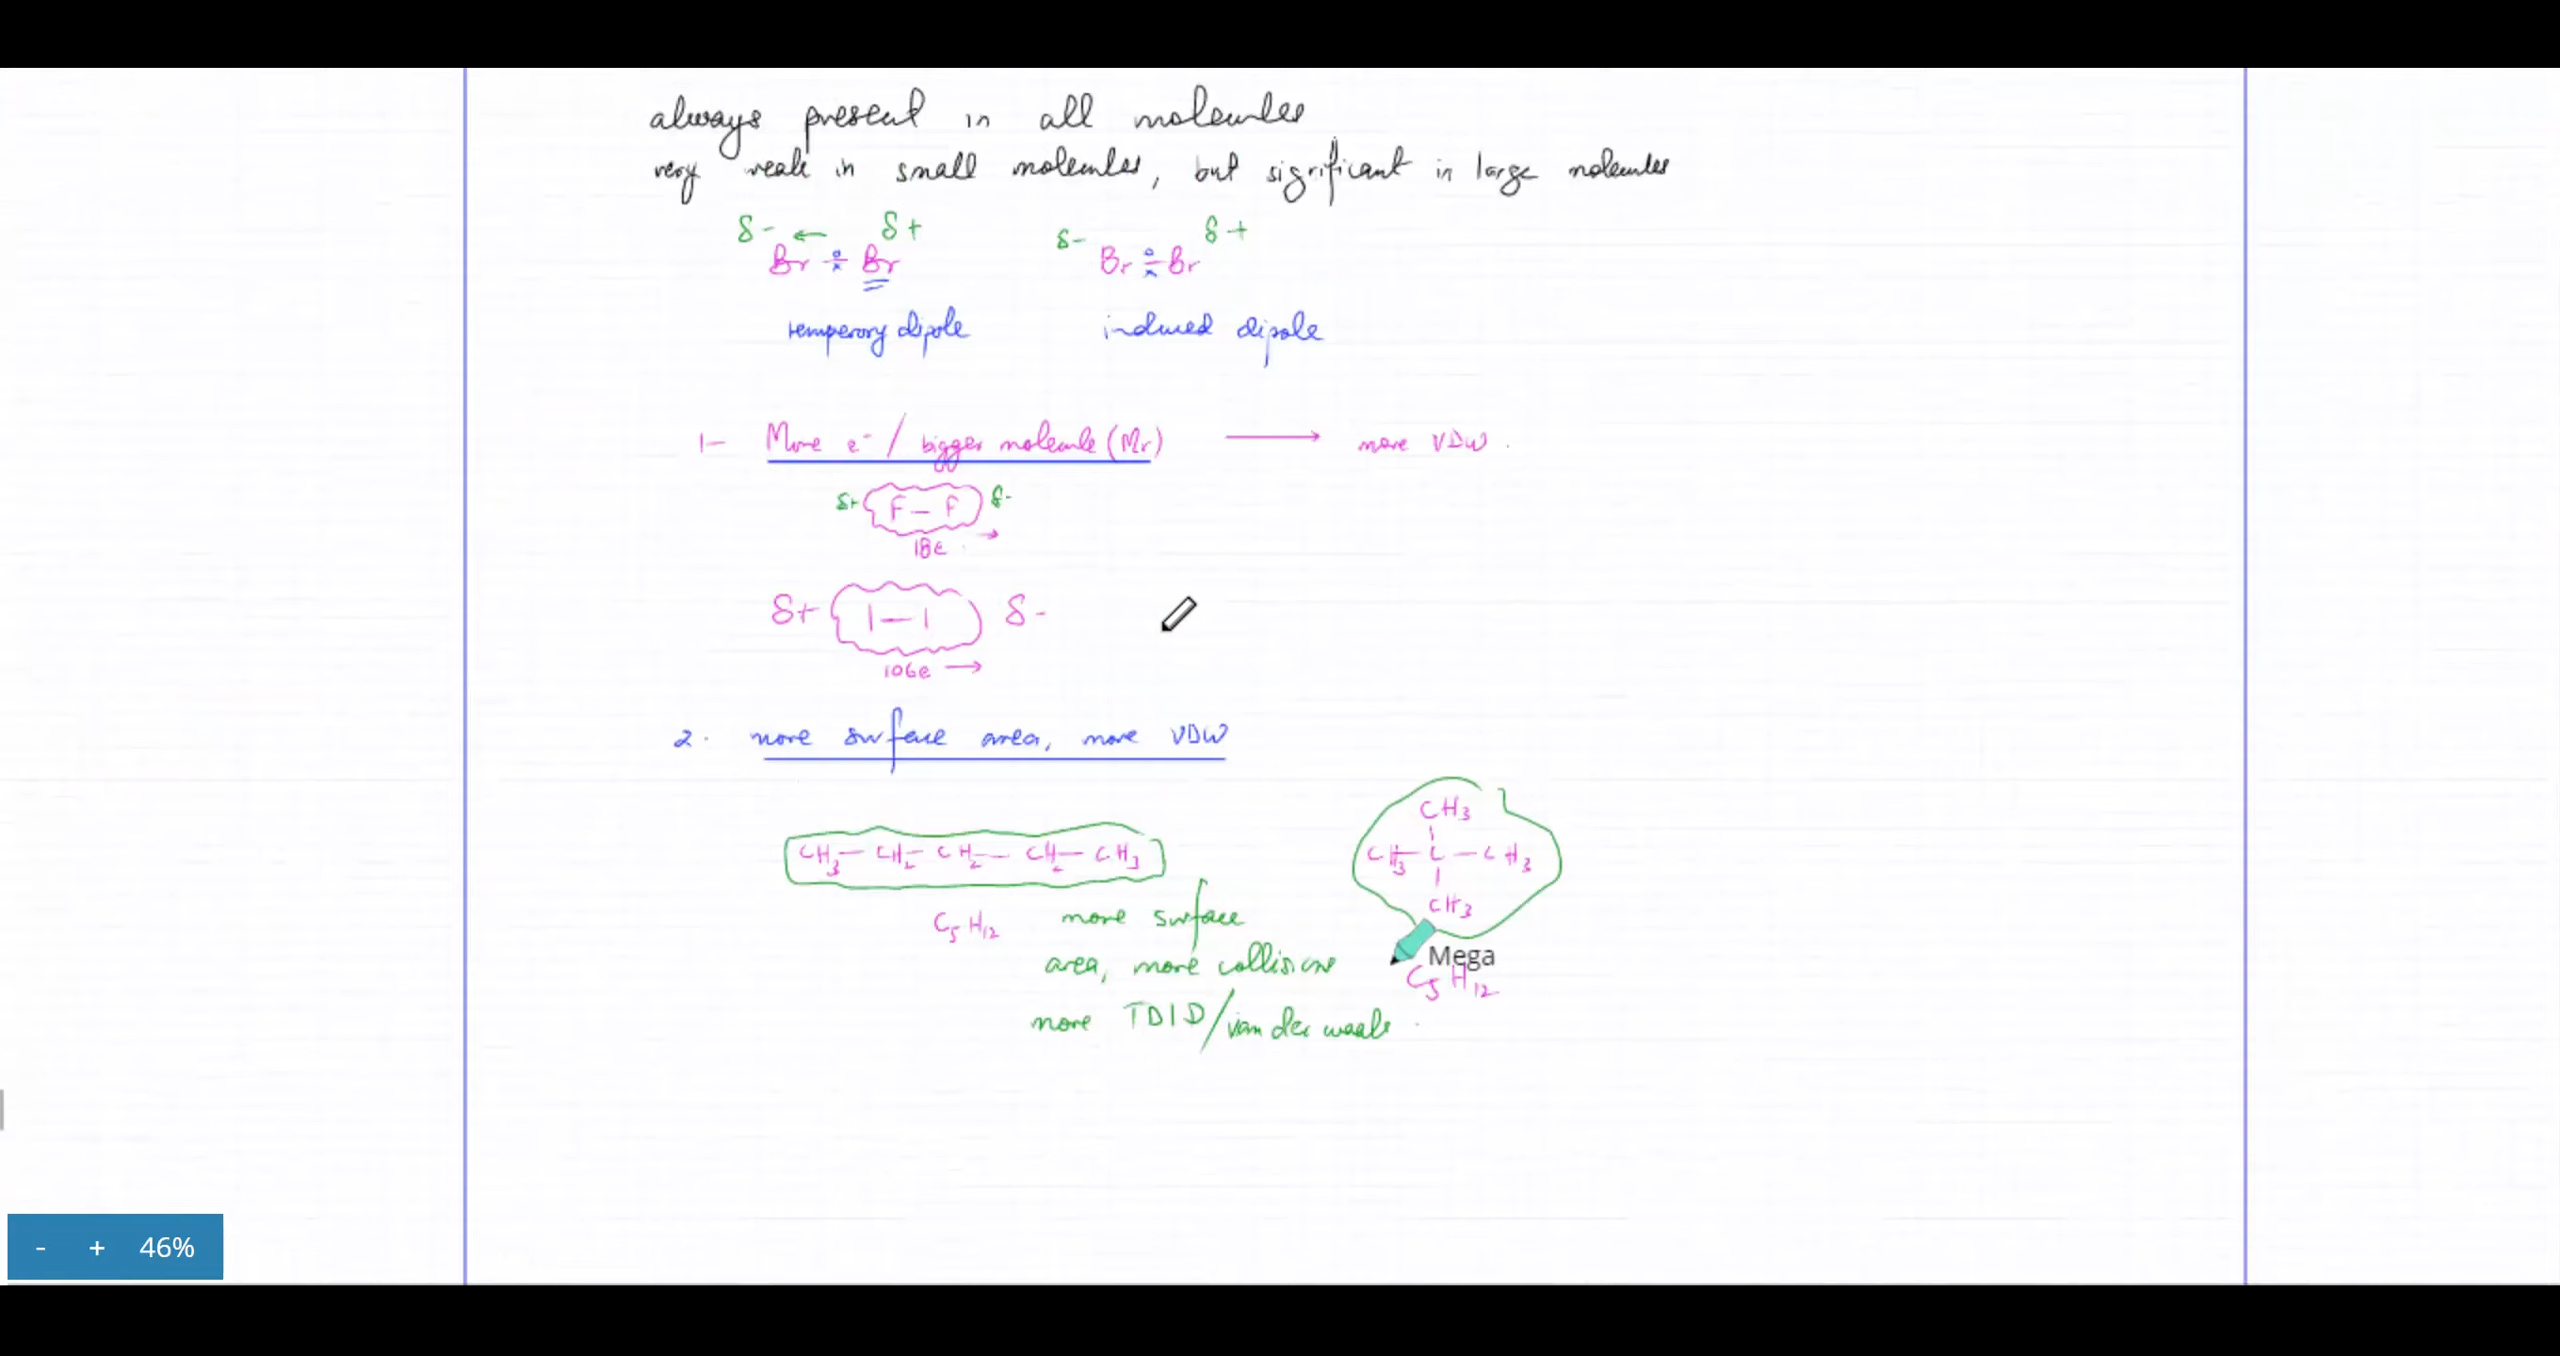 always present in all molecules
very weak in small molecules, but significant in large molecules
δ- ← δ+ δ- δ+
Br Br Br Br
temperory dipole induced dipole
1- More e⁻ / bigger molecule (Mr) → more VDW.
δ+ F – F δ-
18e →
δ+ I – I δ-
106e →
2. more surface area, more VDW
CH₃ – CH₂ – CH₂ – CH₂ – CH₃
C₅H₁₂ more surface
area, more collisions
more TDID/van der waals.
CH₃
CH₃ – C – CH₃
CH₃
Mega
C₅H₁₂
- + 46%